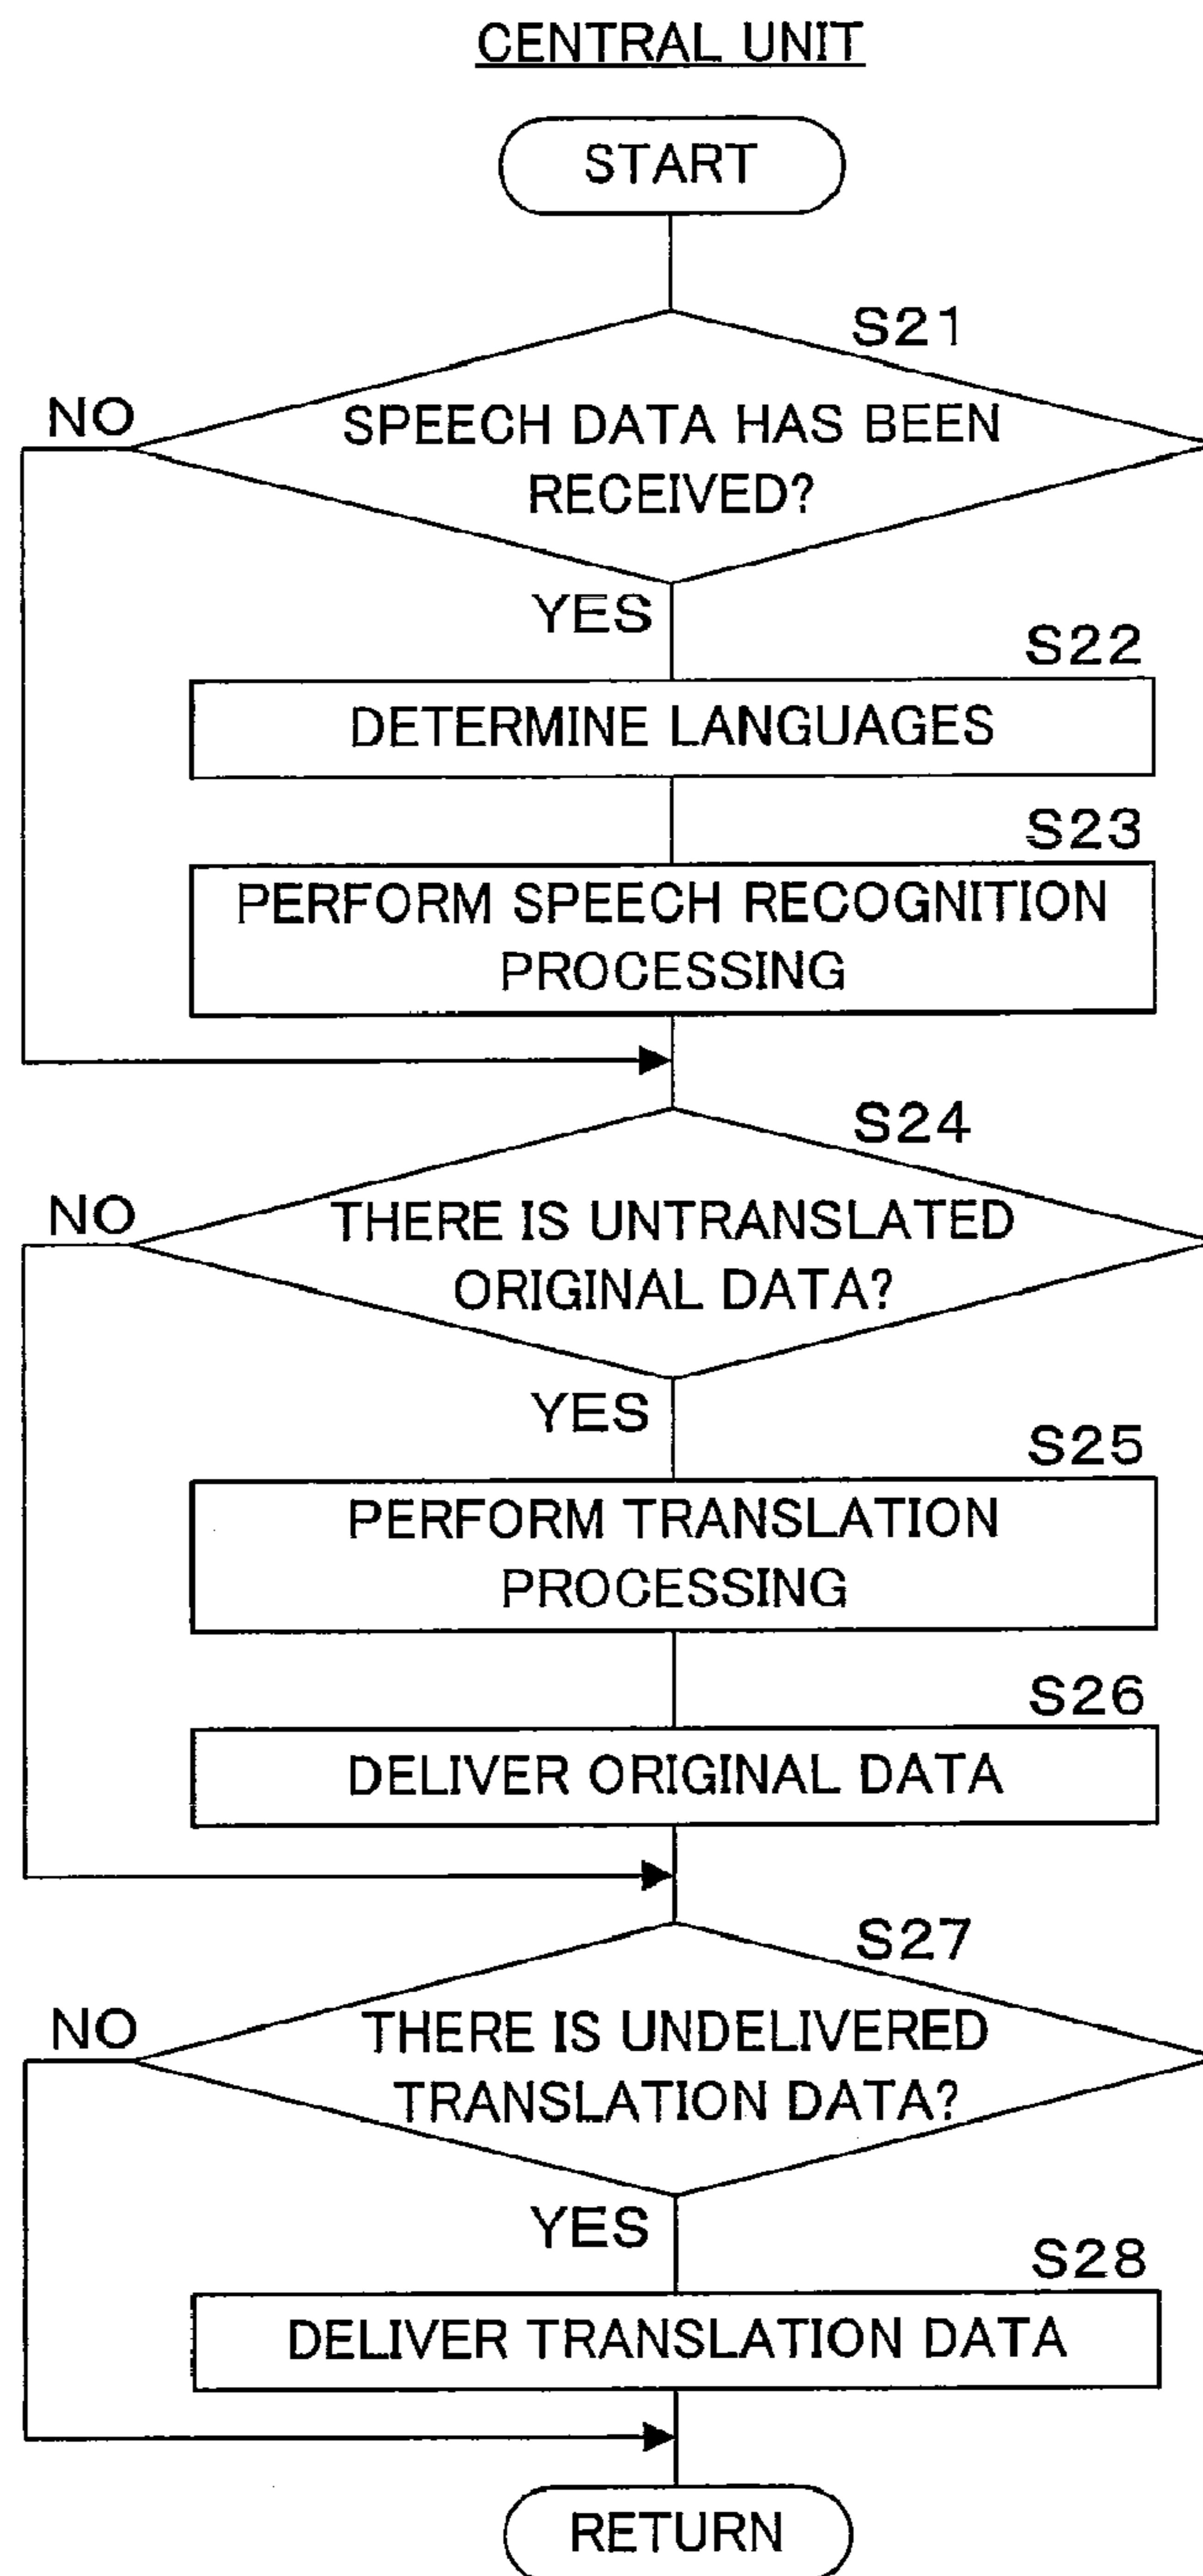 CENTRAL UNIT
START
S21
NO
SPEECH DATA HAS BEEN
RECEIVED?
YES
S22
DETERMINE LANGUAGES
S23
PERFORM SPEECH RECOGNITION
PROCESSING
S24
NO
THERE IS UNTRANSLATED
ORIGINAL DATA?
YES
S25
PERFORM TRANSLATION
PROCESSING
S26
DELIVER ORIGINAL DATA
S27
NO
THERE IS UNDELIVERED
TRANSLATION DATA?
YES
S28
DELIVER TRANSLATION DATA
RETURN